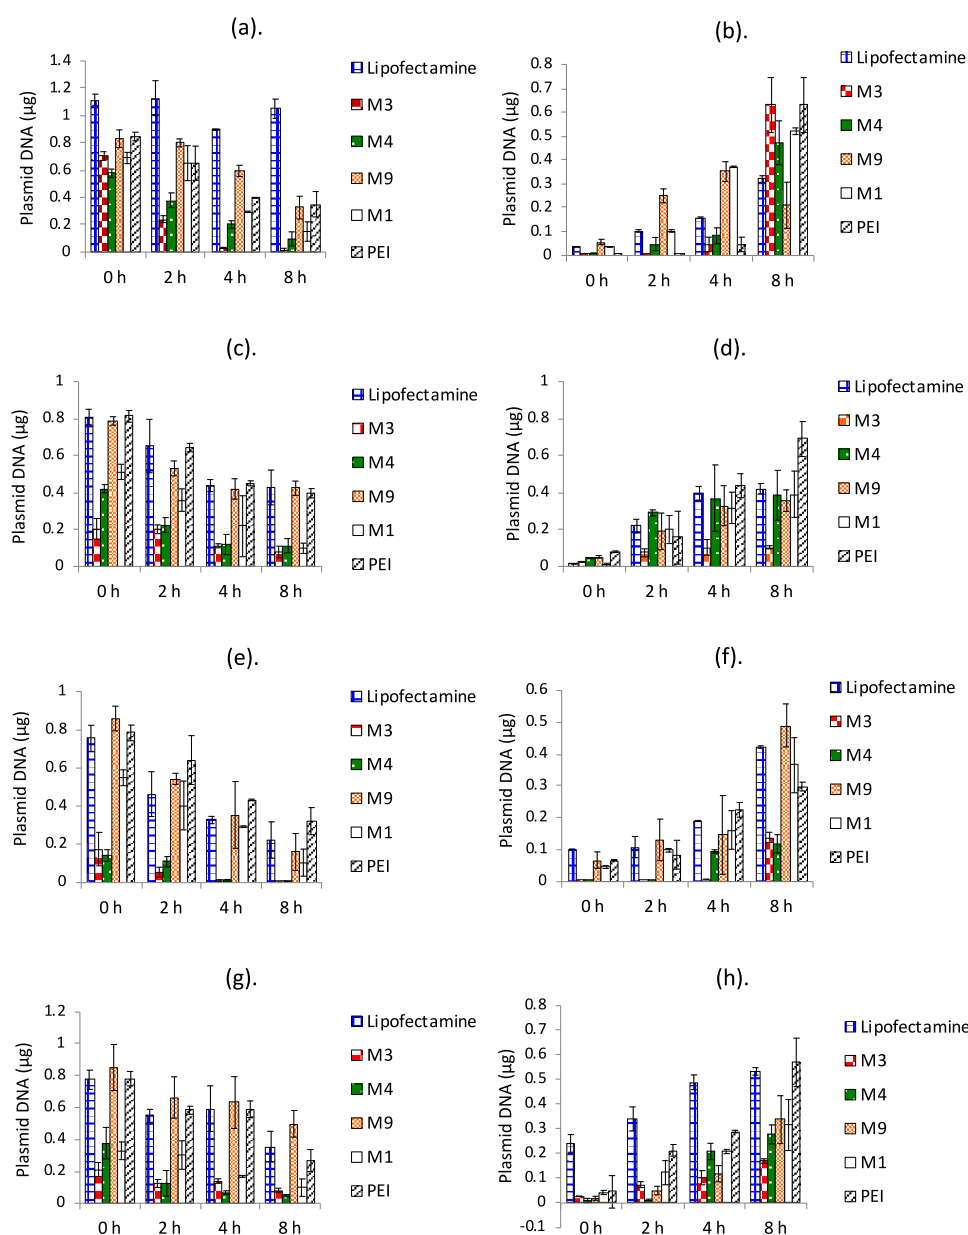 (a).
Plasmid DNA (µg)
1.4
1.2
1
0.8
0.6
0.4
0.2
0
0 h 2 h 4 h 8 h
Lipofectamine
M3
M4
M9
M1
PEI
(b).
Plasmid DNA (µg)
0.8
0.7
0.6
0.5
0.4
0.3
0.2
0.1
0
0 h 2 h 4 h 8 h
Lipofectamine
M3
M4
M9
M1
PEI
(c).
Plasmid DNA (µg)
1
0.8
0.6
0.4
0.2
0
0 h 2 h 4 h 8 h
Lipofectamine
M3
M4
M9
M1
PEI
(d).
Plasmid DNA (µg)
1
0.8
0.6
0.4
0.2
0
0 h 2 h 4 h 8 h
Lipofectamine
M3
M4
M9
M1
PEI
(e).
Plasmid DNA (µg)
1
0.8
0.6
0.4
0.2
0
0 h 2 h 4 h 8 h
Lipofectamine
M3
M4
M9
M1
PEI
(f).
Plasmid DNA (µg)
0.6
0.5
0.4
0.3
0.2
0.1
0
0 h 2 h 4 h 8 h
Lipofectamine
M3
M4
M9
M1
PEI
(g).
Plasmid DNA (µg)
1.2
1
0.8
0.6
0.4
0.2
0
0 h 2 h 4 h 8 h
Lipofectamine
M3
M4
M9
M1
PEI
(h).
Plasmid DNA (µg)
0.8
0.7
0.6
0.5
0.4
0.3
0.2
0.1
0
-0.1
0 h 2 h 4 h 8 h
Lipofectamine
M3
M4
M9
M1
PEI